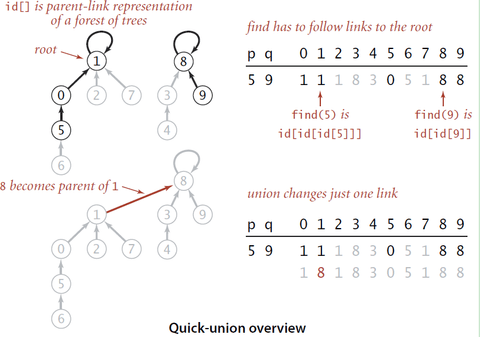 id[] is parent-link representation
of a forest of trees
root
1
8
0
2
7
3
9
5
4
6
8 becomes parent of 1
8
1
3
9
0
2
7
4
5
6
find has to follow links to the root
p q 0 1 2 3 4 5 6 7 8 9
5 9 1 1 1 8 3 0 5 1 8 8
find(5) is
id[id[id[5]]]
find(9) is
id[id[9]]
union changes just one link
p q 0 1 2 3 4 5 6 7 8 9
5 9 1 1 1 8 3 0 5 1 8 8
1 8 1 8 3 0 5 1 8 8
Quick-union overview